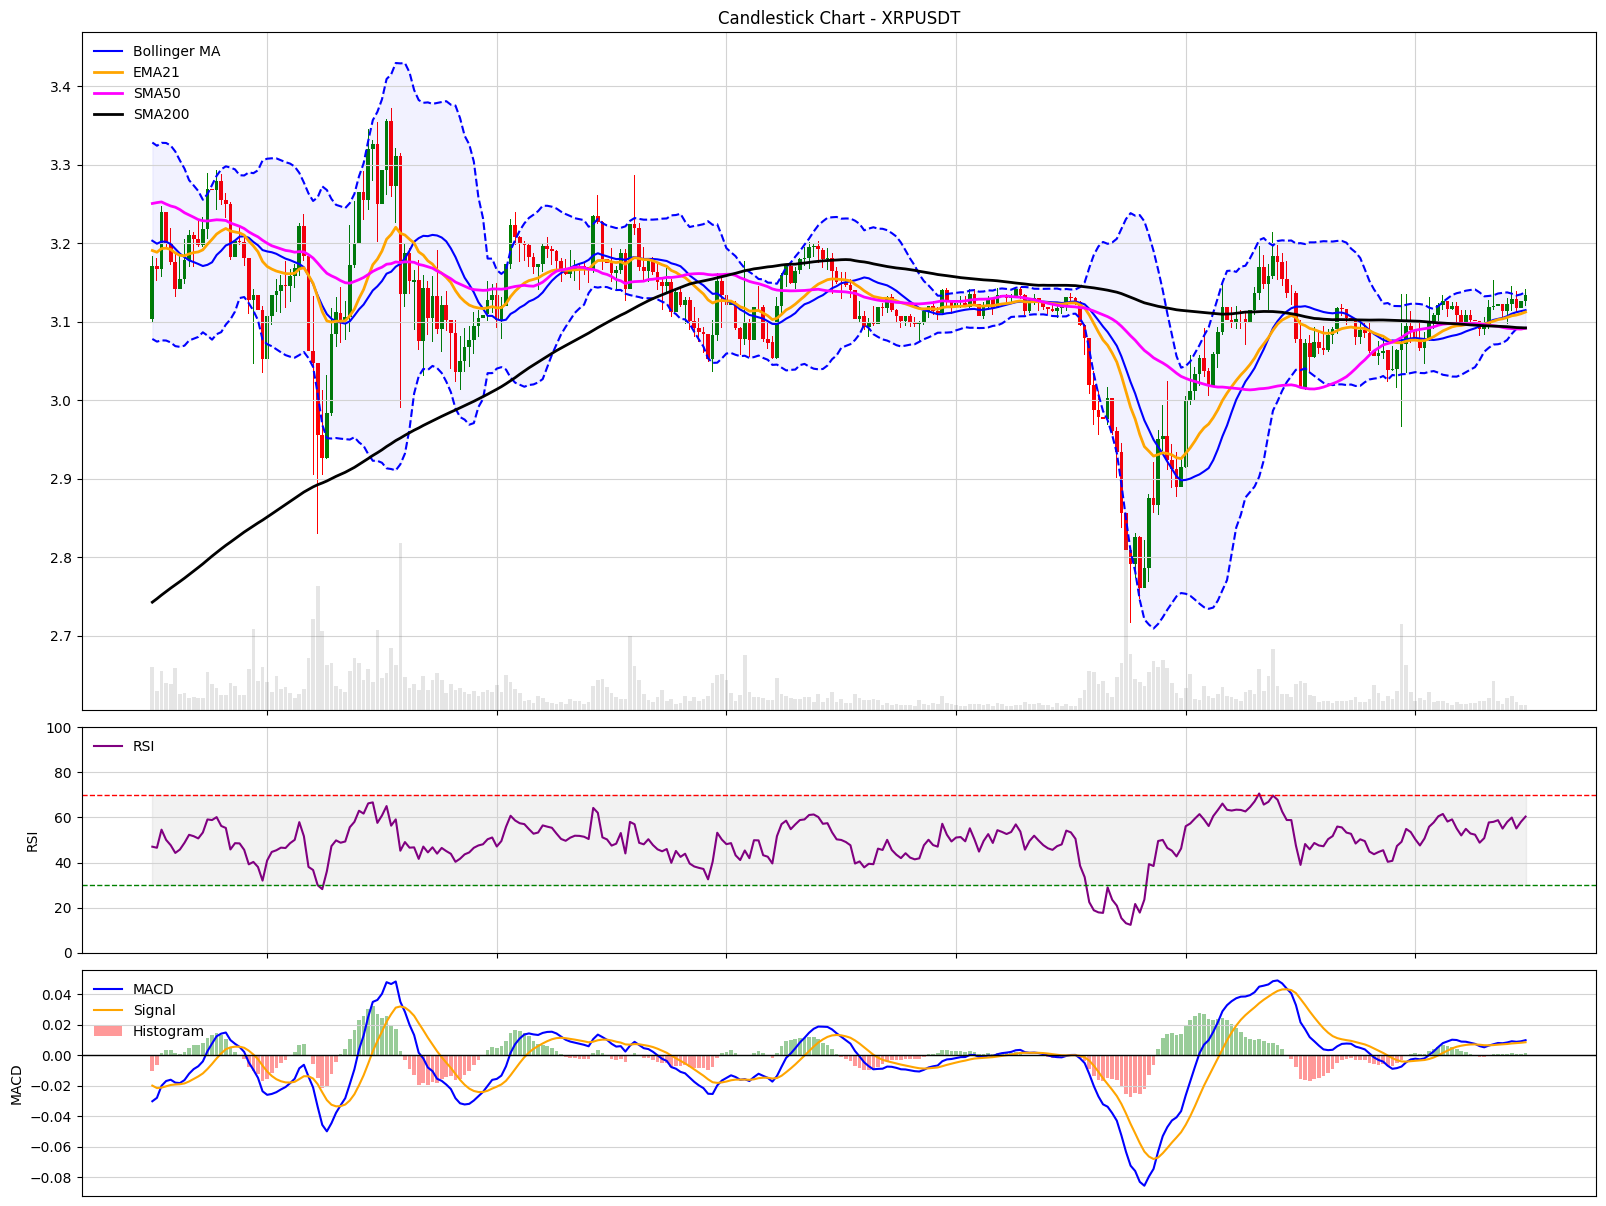 Candlestick Chart - XRPUSDT
Bollinger MA
EMA21
SMA50
SMA200
3.4
3.3
3.2
3.1
3.0
2.9
2.8
2.7
RSI
100
80
60
40
20
0
RSI
MACD
Signal
Histogram
0.04
0.02
0.00
−0.02
−0.04
−0.06
−0.08
MACD